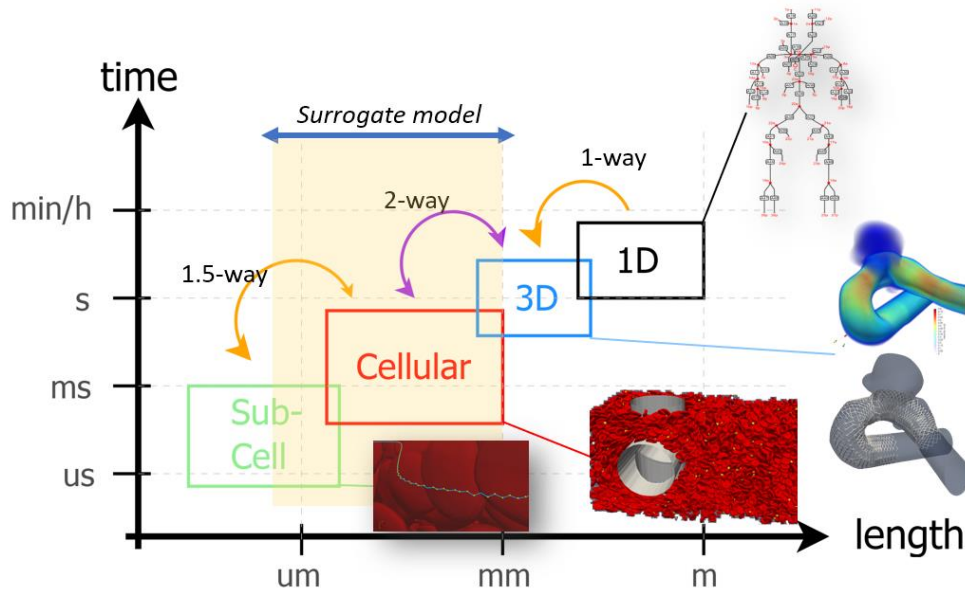 time
Surrogate model
1-way
2-way
min/h
1D
1.5-way
3D
s
Cellular
ms
Sub-
Cell
us
length
um
mm
m